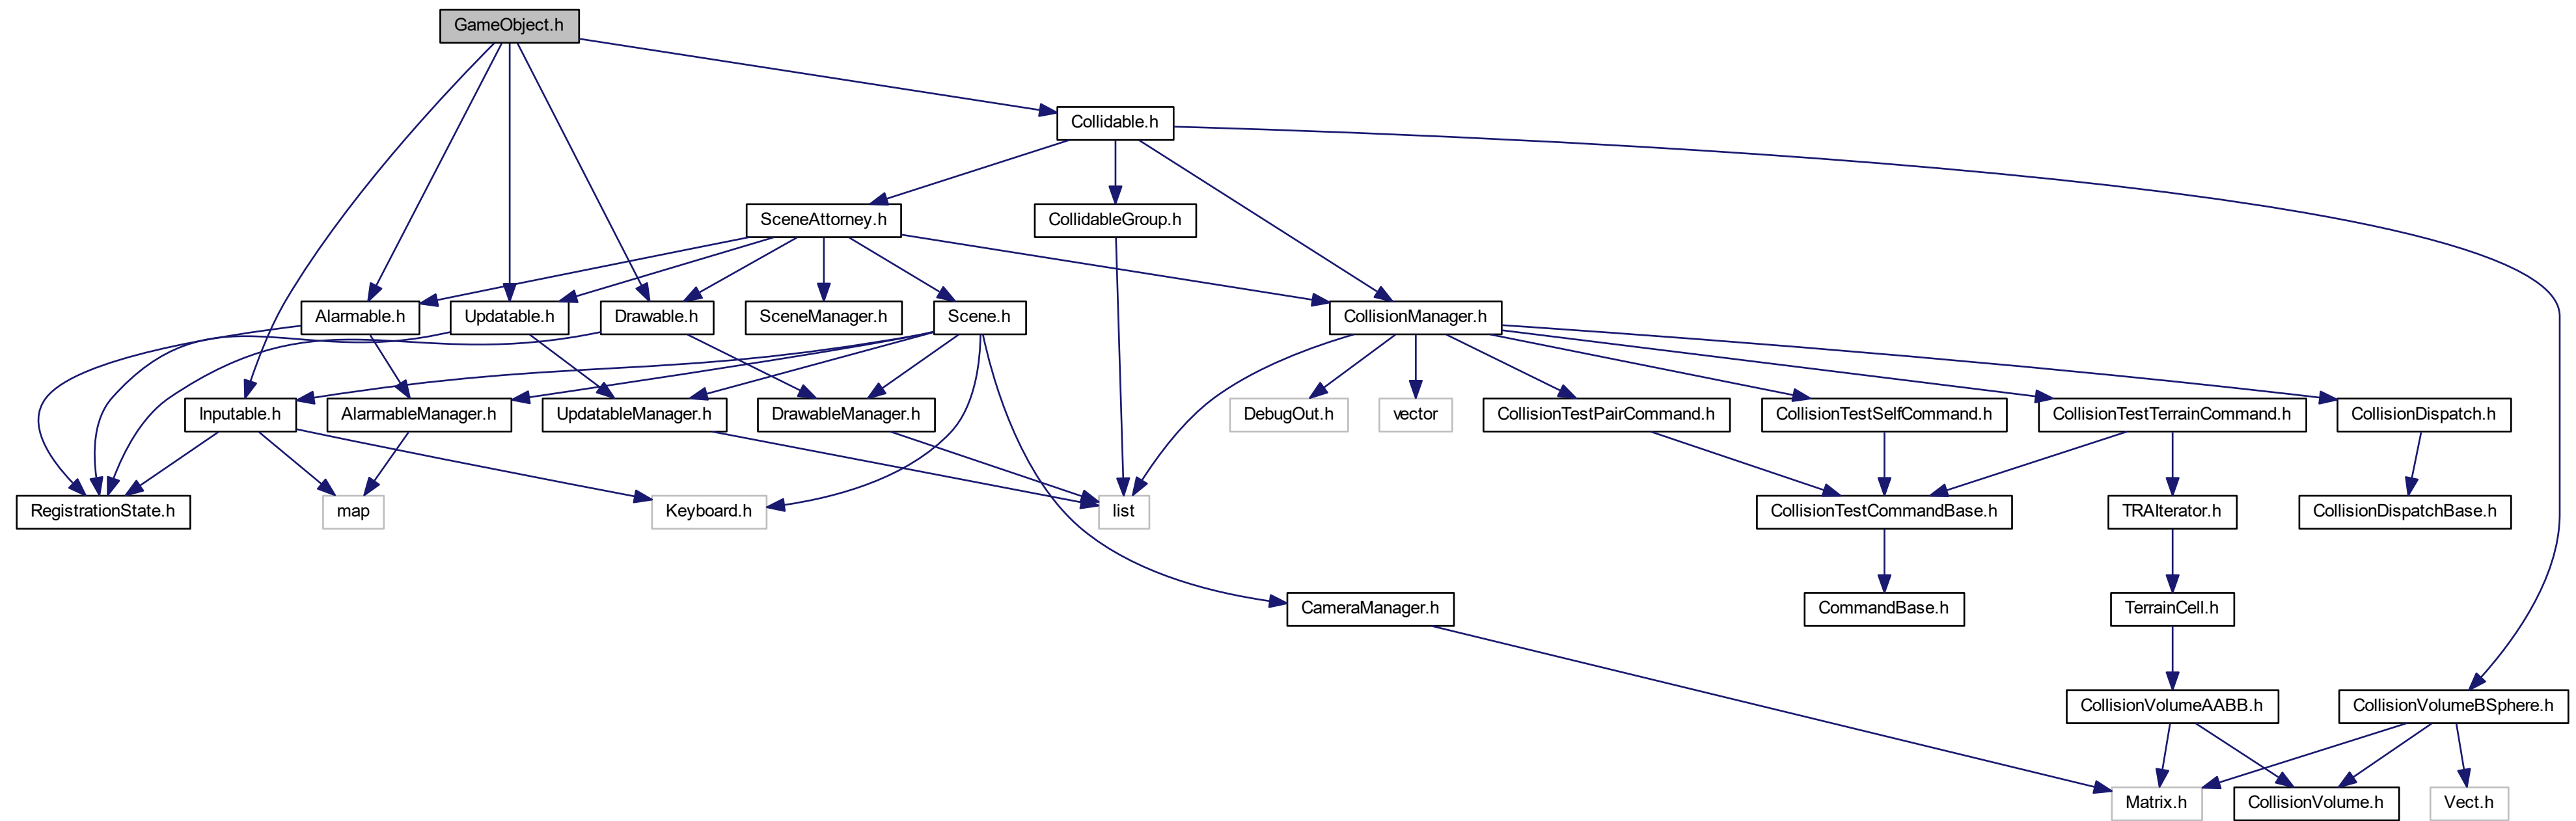 GameObject.h
Collidable.h
SceneAttorney.h
CollidableGroup.h
Alarmable.h
Updatable.h
Drawable.h
SceneManager.h
Scene.h
CollisionManager.h
Inputable.h
AlarmableManager.h
UpdatableManager.h
DrawableManager.h
DebugOut.h
vector
CollisionTestPairCommand.h
CollisionTestSelfCommand.h
CollisionTestTerrainCommand.h
CollisionDispatch.h
RegistrationState.h
map
Keyboard.h
list
CollisionTestCommandBase.h
TRAIterator.h
CollisionDispatchBase.h
CameraManager.h
CommandBase.h
TerrainCell.h
CollisionVolumeAABB.h
CollisionVolumeBSphere.h
Matrix.h
CollisionVolume.h
Vect.h